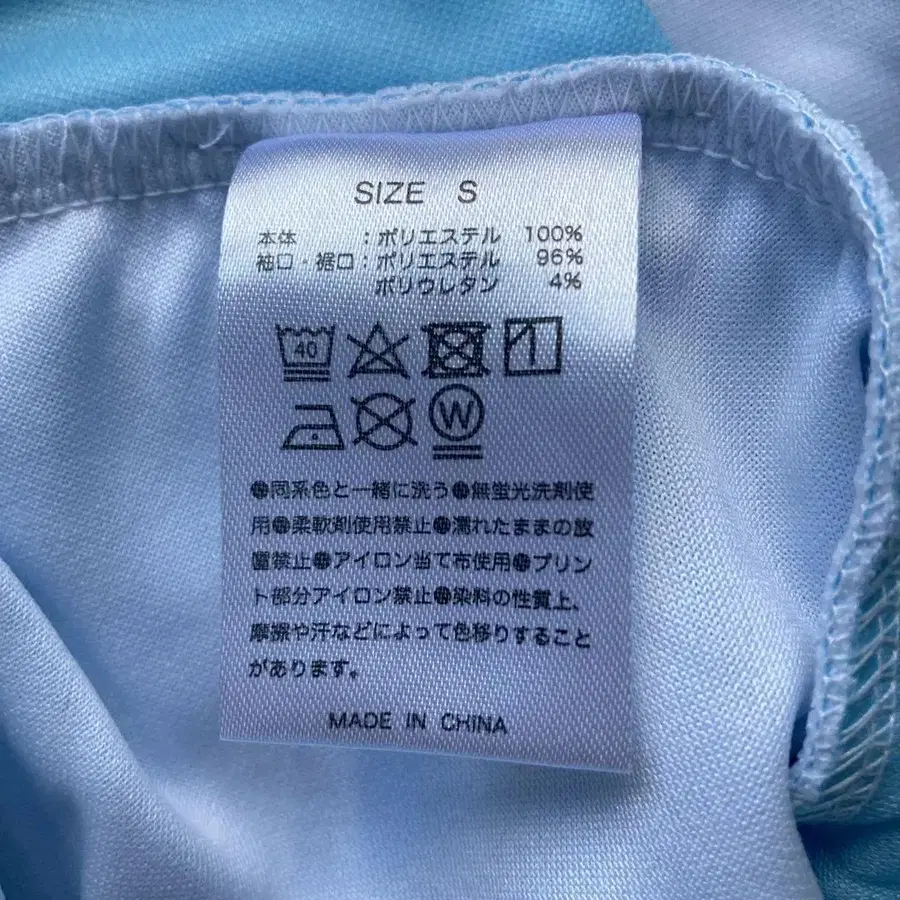 SIZE S
本体 : ポリエステル 100%
袖口・裾口 : ポリエステル 96%
ポリウレタン 4%
40
W
●同系色と一緒に洗う●無蛍光洗剤使
用●柔軟剤使用禁止●濡れたままの放
置禁止●アイロン当て布使用●プリン
ト部分アイロン禁止●染料の性質上、
摩擦や汗などによって色移りすること
があります。
MADE IN CHINA